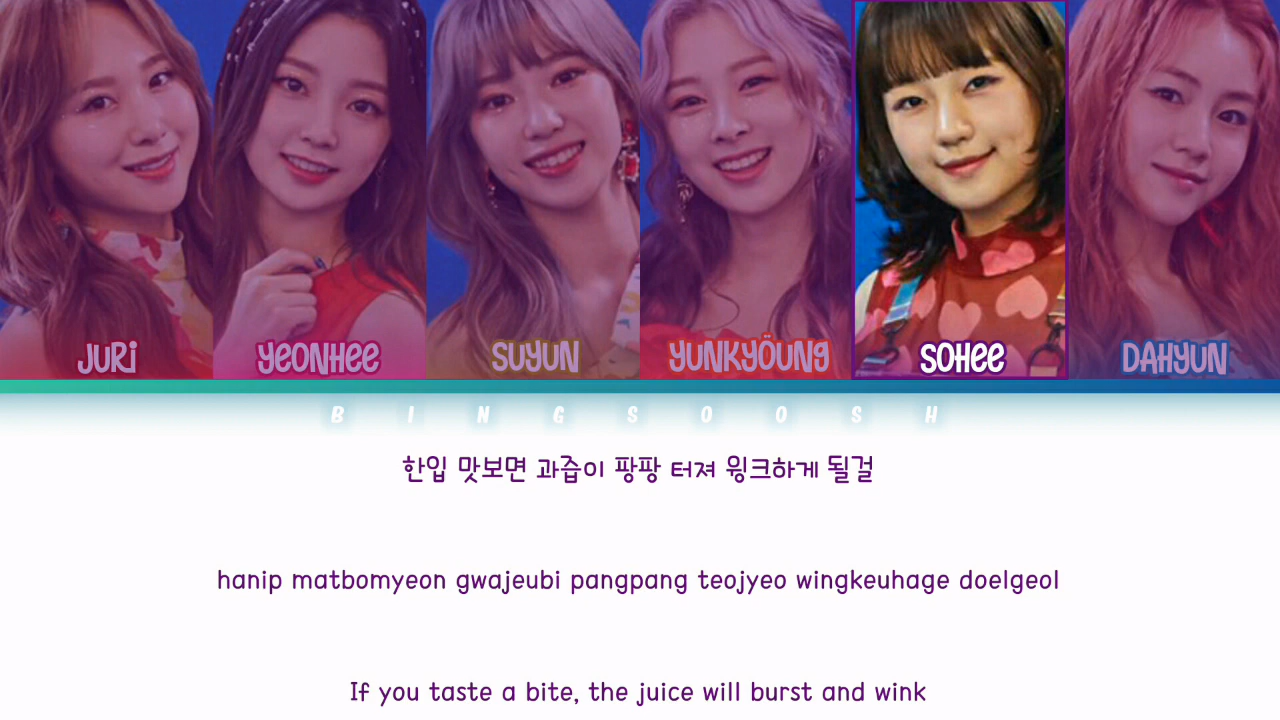 JURi
YEONHEE
SUYUN
YUNKYÖUNG
SOHEE
DAHYUN
BINGSOOSH
한입 맛보면 과즙이 팡팡 터져 윙크하게 될걸
hanip matbomyeon gwajeubi pangpang teojyeo wingkeuhage doelgeol
If you taste a bite, the juice will burst and wink